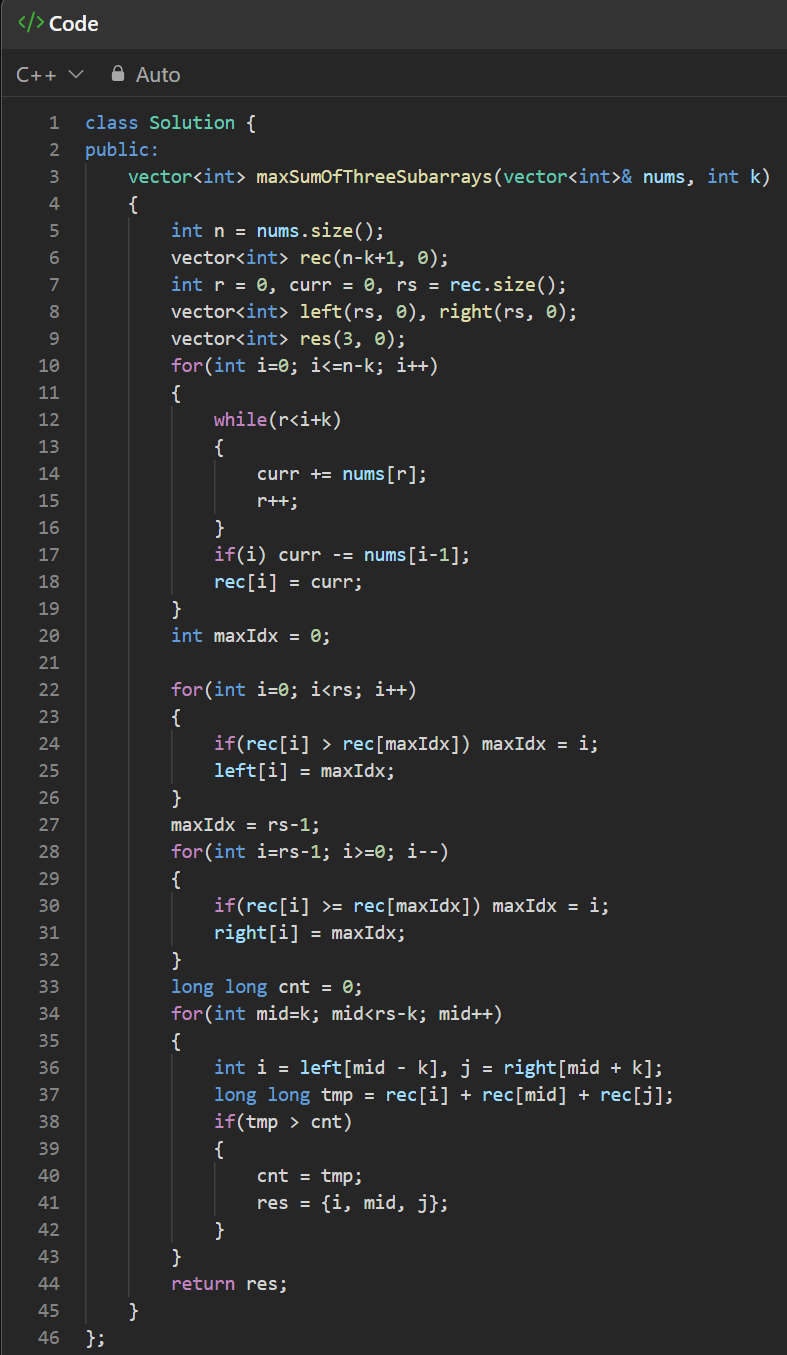 </> Code
C++ Auto
1 class Solution {
2 public:
3     vector<int> maxSumOfThreeSubarrays(vector<int>& nums, int k)
4     {
5         int n = nums.size();
6         vector<int> rec(n-k+1, 0);
7         int r = 0, curr = 0, rs = rec.size();
8         vector<int> left(rs, 0), right(rs, 0);
9         vector<int> res(3, 0);
10         for(int i=0; i<=n-k; i++)
11         {
12             while(r<i+k)
13             {
14                 curr += nums[r];
15                 r++;
16             }
17             if(i) curr -= nums[i-1];
18             rec[i] = curr;
19         }
20         int maxIdx = 0;
21
22         for(int i=0; i<rs; i++)
23         {
24             if(rec[i] > rec[maxIdx]) maxIdx = i;
25             left[i] = maxIdx;
26         }
27         maxIdx = rs-1;
28         for(int i=rs-1; i>=0; i--)
29         {
30             if(rec[i] >= rec[maxIdx]) maxIdx = i;
31             right[i] = maxIdx;
32         }
33         long long cnt = 0;
34         for(int mid=k; mid<rs-k; mid++)
35         {
36             int i = left[mid - k], j = right[mid + k];
37             long long tmp = rec[i] + rec[mid] + rec[j];
38             if(tmp > cnt)
39             {
40                 cnt = tmp;
41                 res = {i, mid, j};
42             }
43         }
44         return res;
45     }
46 };